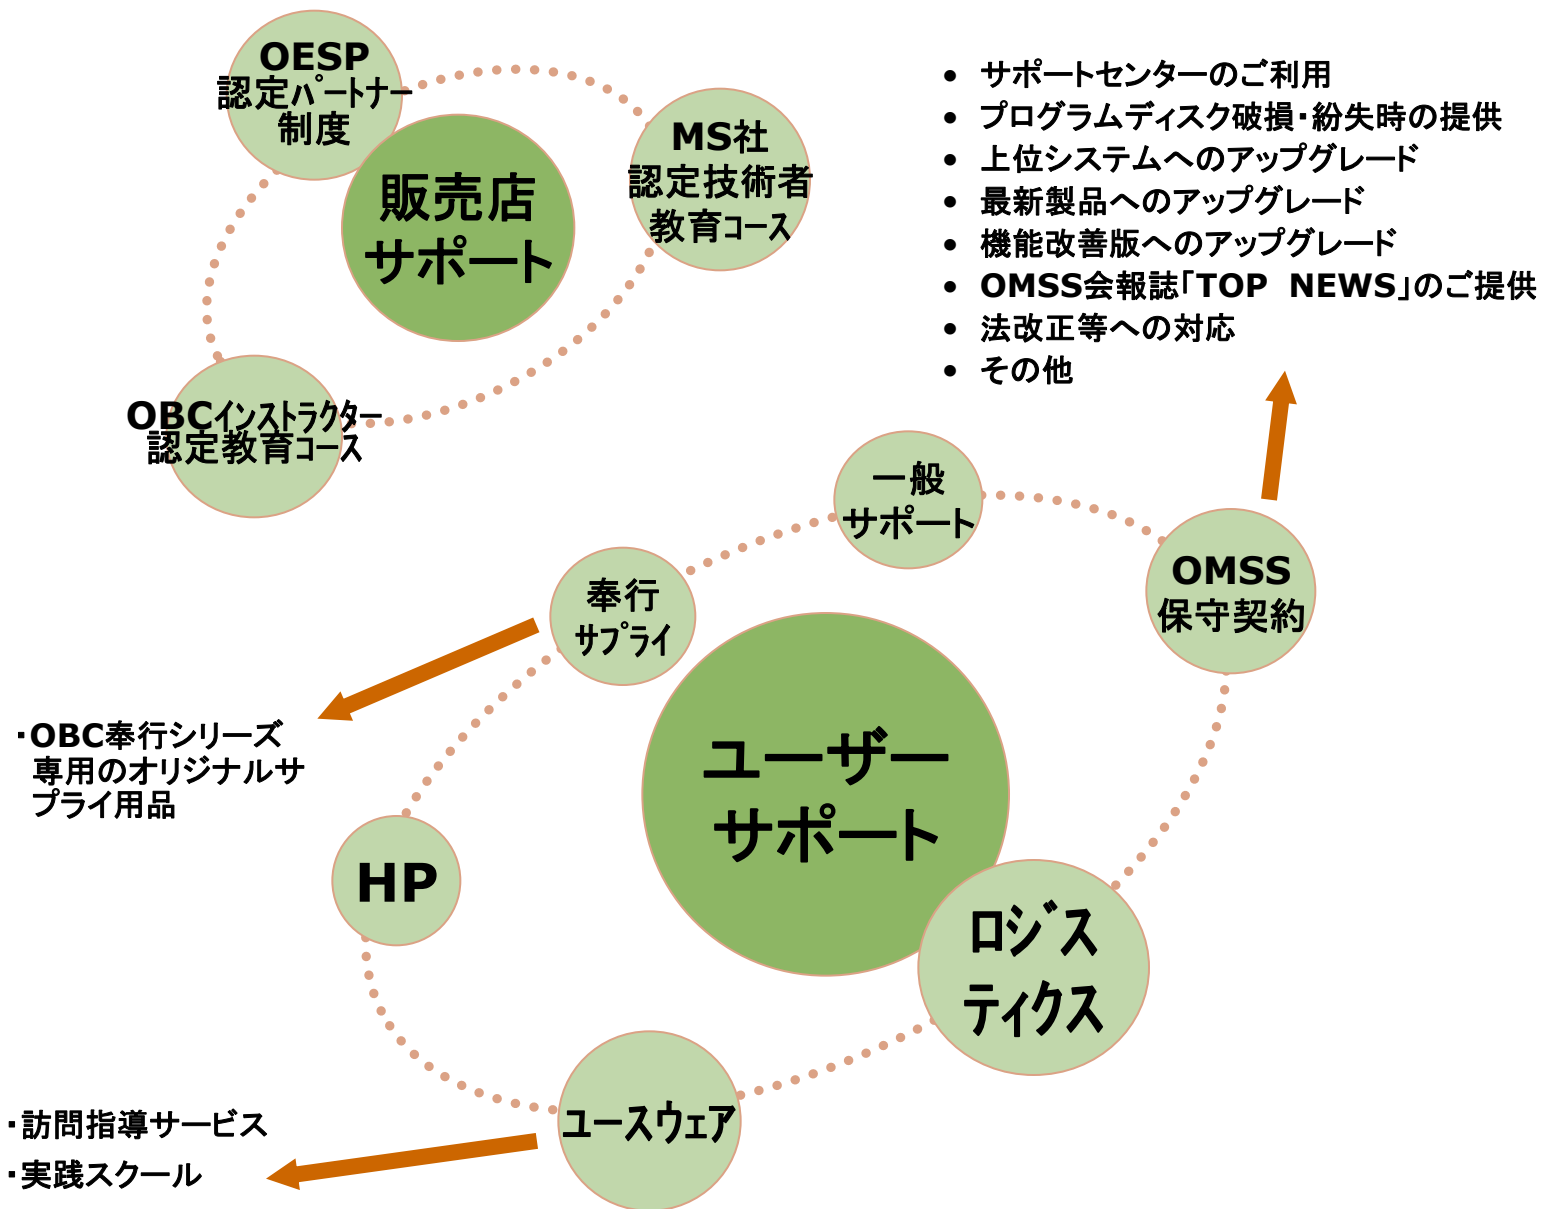 OESP
認定パートナー
制度
販売店
サポート
MS社
認定技術者
教育コース
OBCインストラクター
認定教育コース
• サポートセンターのご利用
• プログラムディスク破損・紛失時の提供
• 上位システムへのアップグレード
• 最新製品へのアップグレード
• 機能改善版へのアップグレード
• OMSS会報誌「TOP NEWS」のご提供
• 法改正等への対応
• その他
一般
サポート
OMSS
保守契約
奉行
サプライ
・OBC奉行シリーズ
専用のオリジナルサ
プライ用品
ユーザー
サポート
HP
ロジス
ティクス
ユースウェア
・訪問指導サービス
・実践スクール